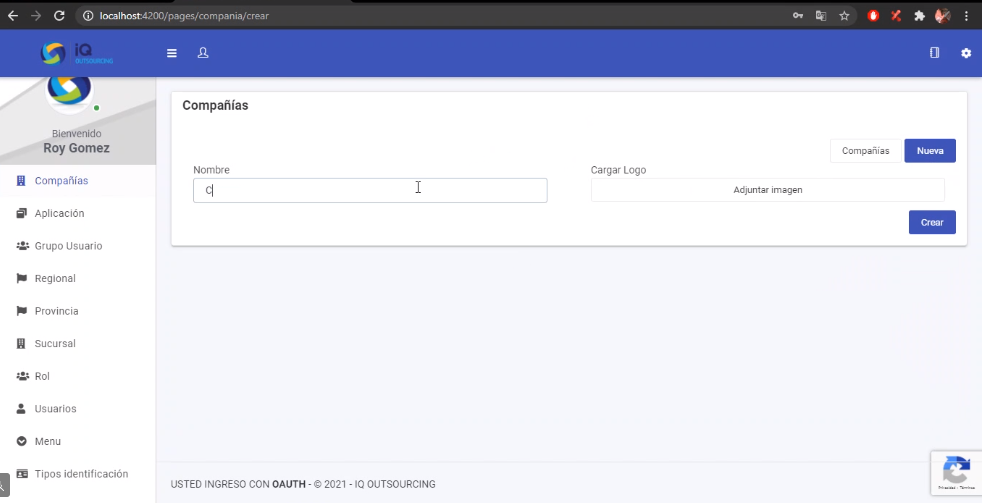 localhost:4200/pages/compania/crear
iQ
OUTSOURCING
Bienvenido
Roy Gomez
Compañías
Aplicación
Grupo Usuario
Regional
Provincia
Sucursal
Rol
Usuarios
Menu
Tipos identificación
Compañías
Compañías
Nueva
Nombre
Cargar Logo
C
Adjuntar imagen
Crear
USTED INGRESO CON OAUTH - © 2021 - IQ OUTSOURCING
Privacidad - Términos